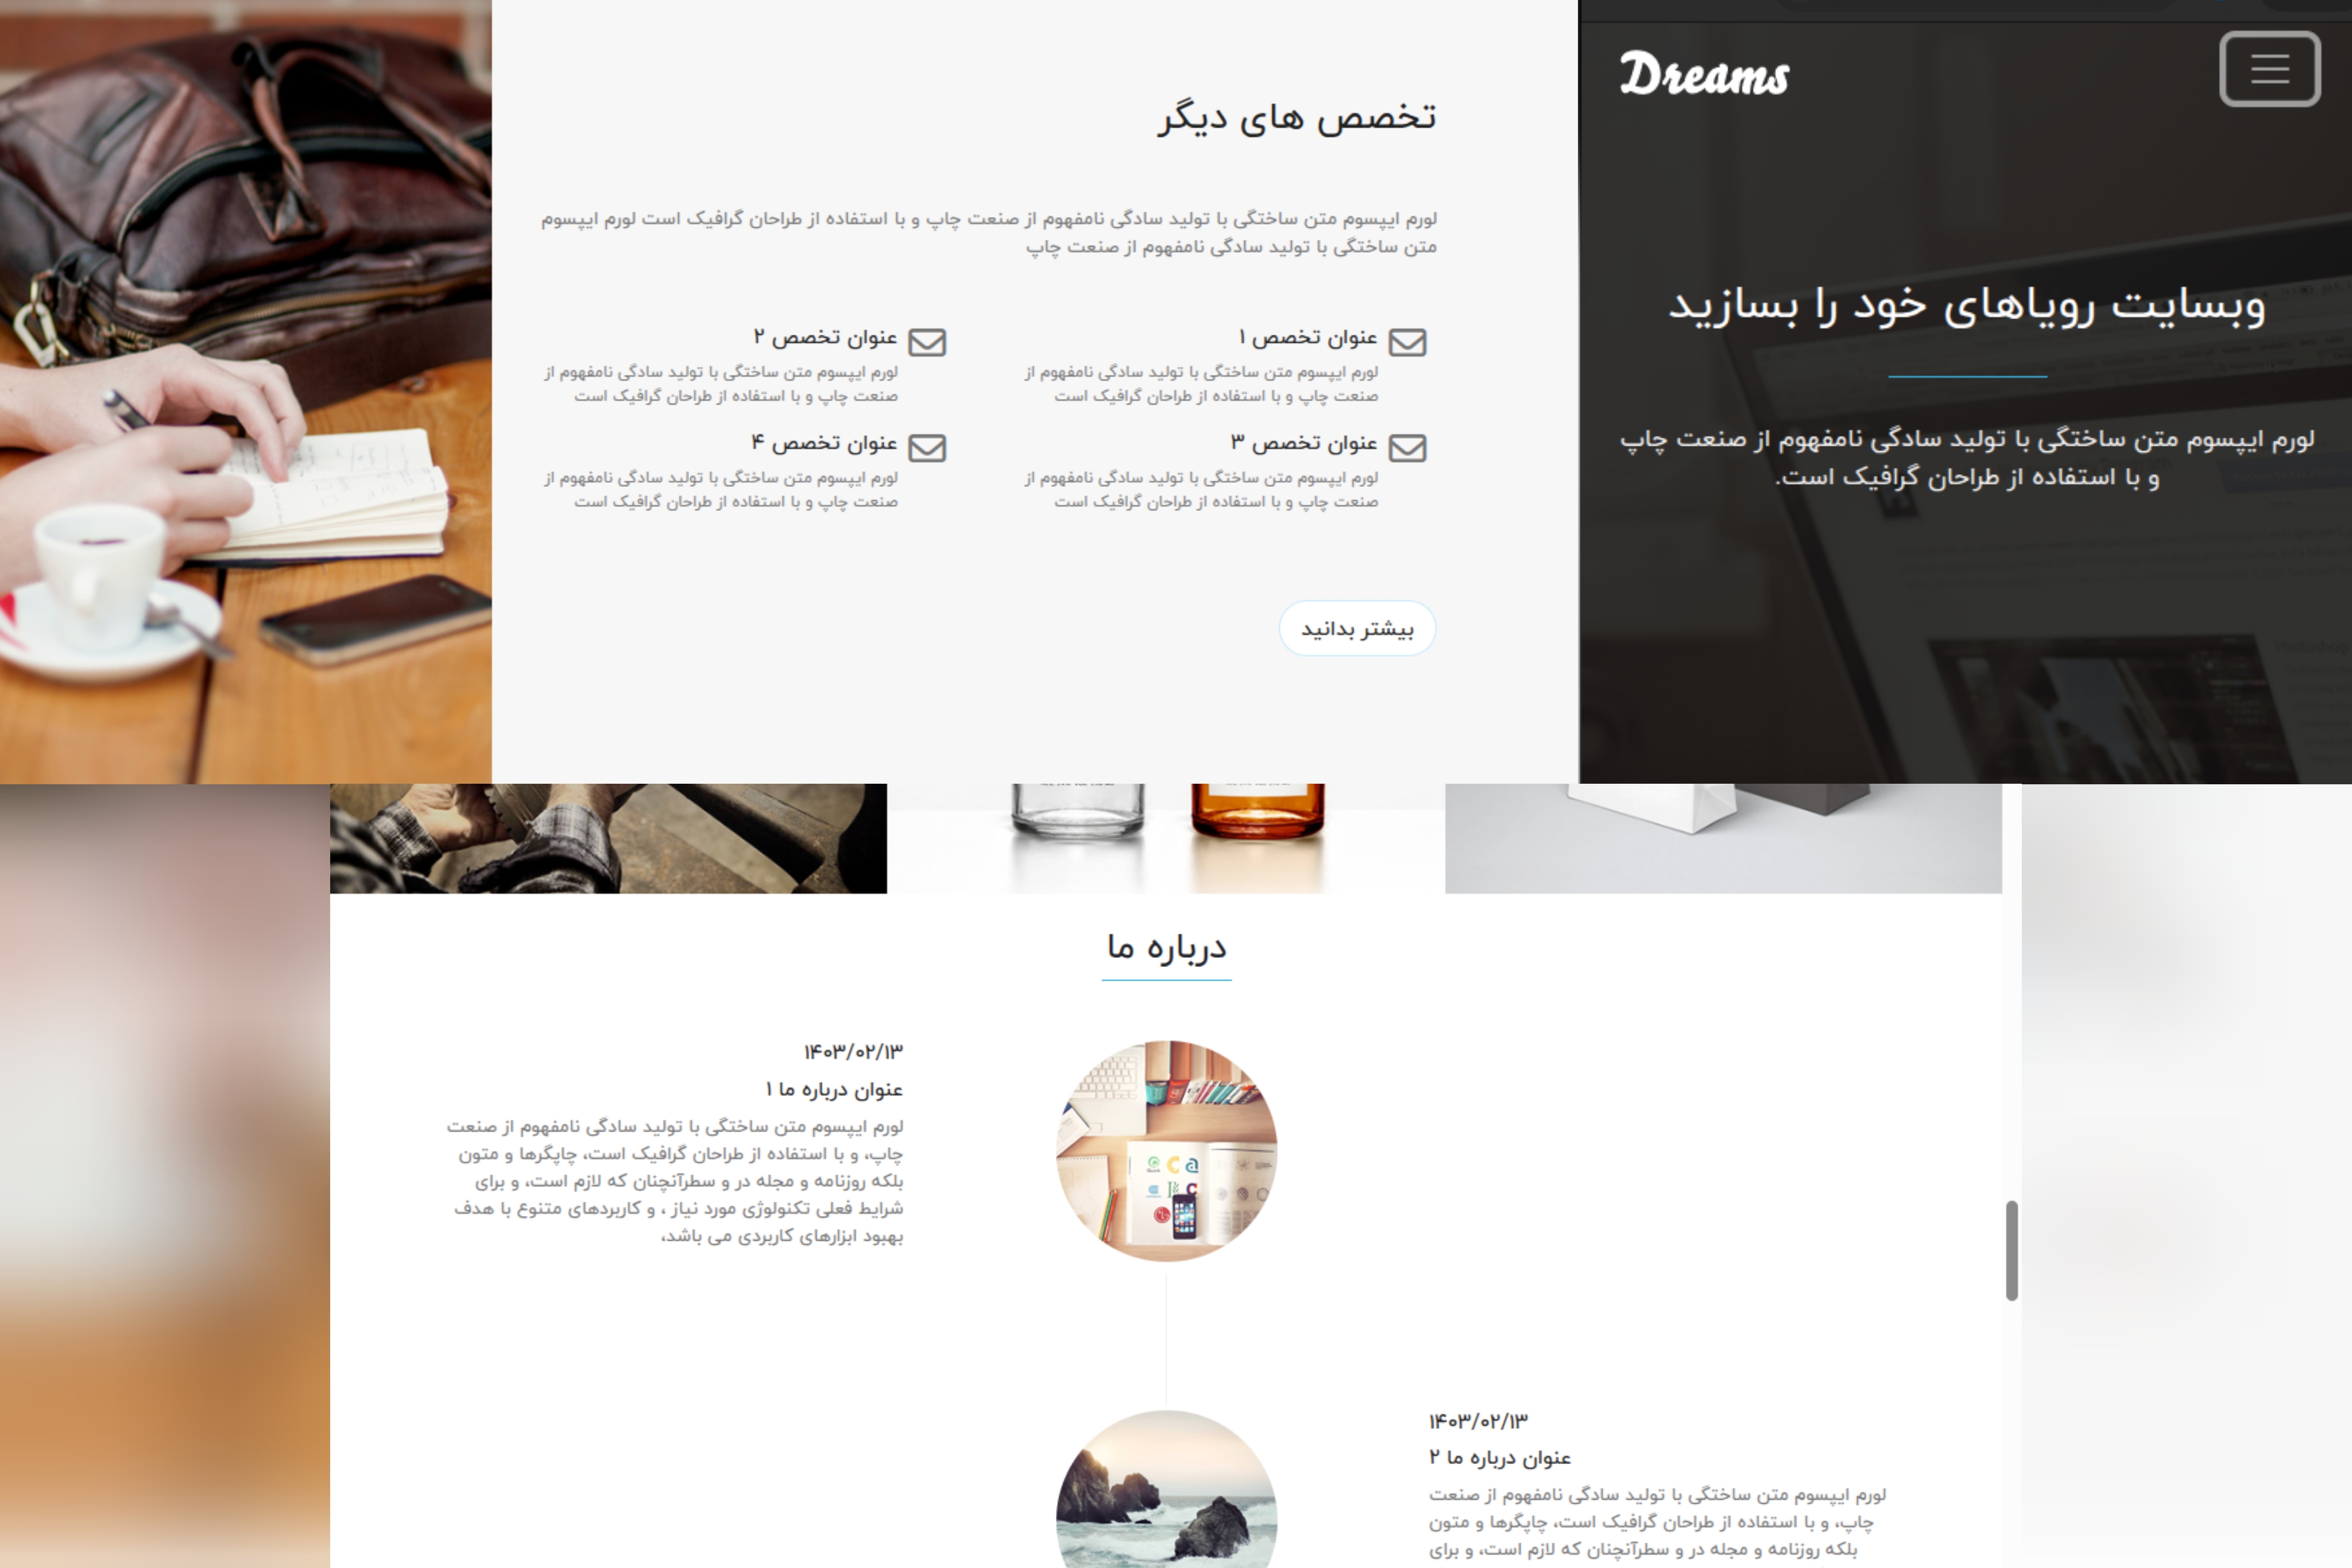 Dreams
وبسایت رویاهای خود را بسازید
لورم ایپسوم متن ساختگی با تولید سادگی نامفهوم از صنعت چاپ
و با استفاده از طراحان گرافیک است.
تخصص های دیگر
لورم ایپسوم متن ساختگی با تولید سادگی نامفهوم از صنعت چاپ و با استفاده از طراحان گرافیک است لورم ایپسوم
متن ساختگی با تولید سادگی نامفهوم از صنعت چاپ
عنوان تخصص ۱
لورم ایپسوم متن ساختگی با تولید سادگی نامفهوم از
صنعت چاپ و با استفاده از طراحان گرافیک است
عنوان تخصص ۲
لورم ایپسوم متن ساختگی با تولید سادگی نامفهوم از
صنعت چاپ و با استفاده از طراحان گرافیک است
عنوان تخصص ۳
لورم ایپسوم متن ساختگی با تولید سادگی نامفهوم از
صنعت چاپ و با استفاده از طراحان گرافیک است
عنوان تخصص ۴
لورم ایپسوم متن ساختگی با تولید سادگی نامفهوم از
صنعت چاپ و با استفاده از طراحان گرافیک است
بیشتر بدانید
درباره ما
۱۴۰۳/۰۲/۱۳
عنوان درباره ما ۱
لورم ایپسوم متن ساختگی با تولید سادگی نامفهوم از صنعت
چاپ، و با استفاده از طراحان گرافیک است، چاپگرها و متون
بلکه روزنامه و مجله در و سطرآنچنان که لازم است، و برای
شرایط فعلی تکنولوژی مورد نیاز ، و کاربردهای متنوع با هدف
بهبود ابزارهای کاربردی می باشد،
۱۴۰۳/۰۲/۱۳
عنوان درباره ما ۲
لورم ایپسوم متن ساختگی با تولید سادگی نامفهوم از صنعت
چاپ، و با استفاده از طراحان گرافیک است، چاپگرها و متون
بلکه روزنامه و مجله در و سطرآنچنان که لازم است، و برای